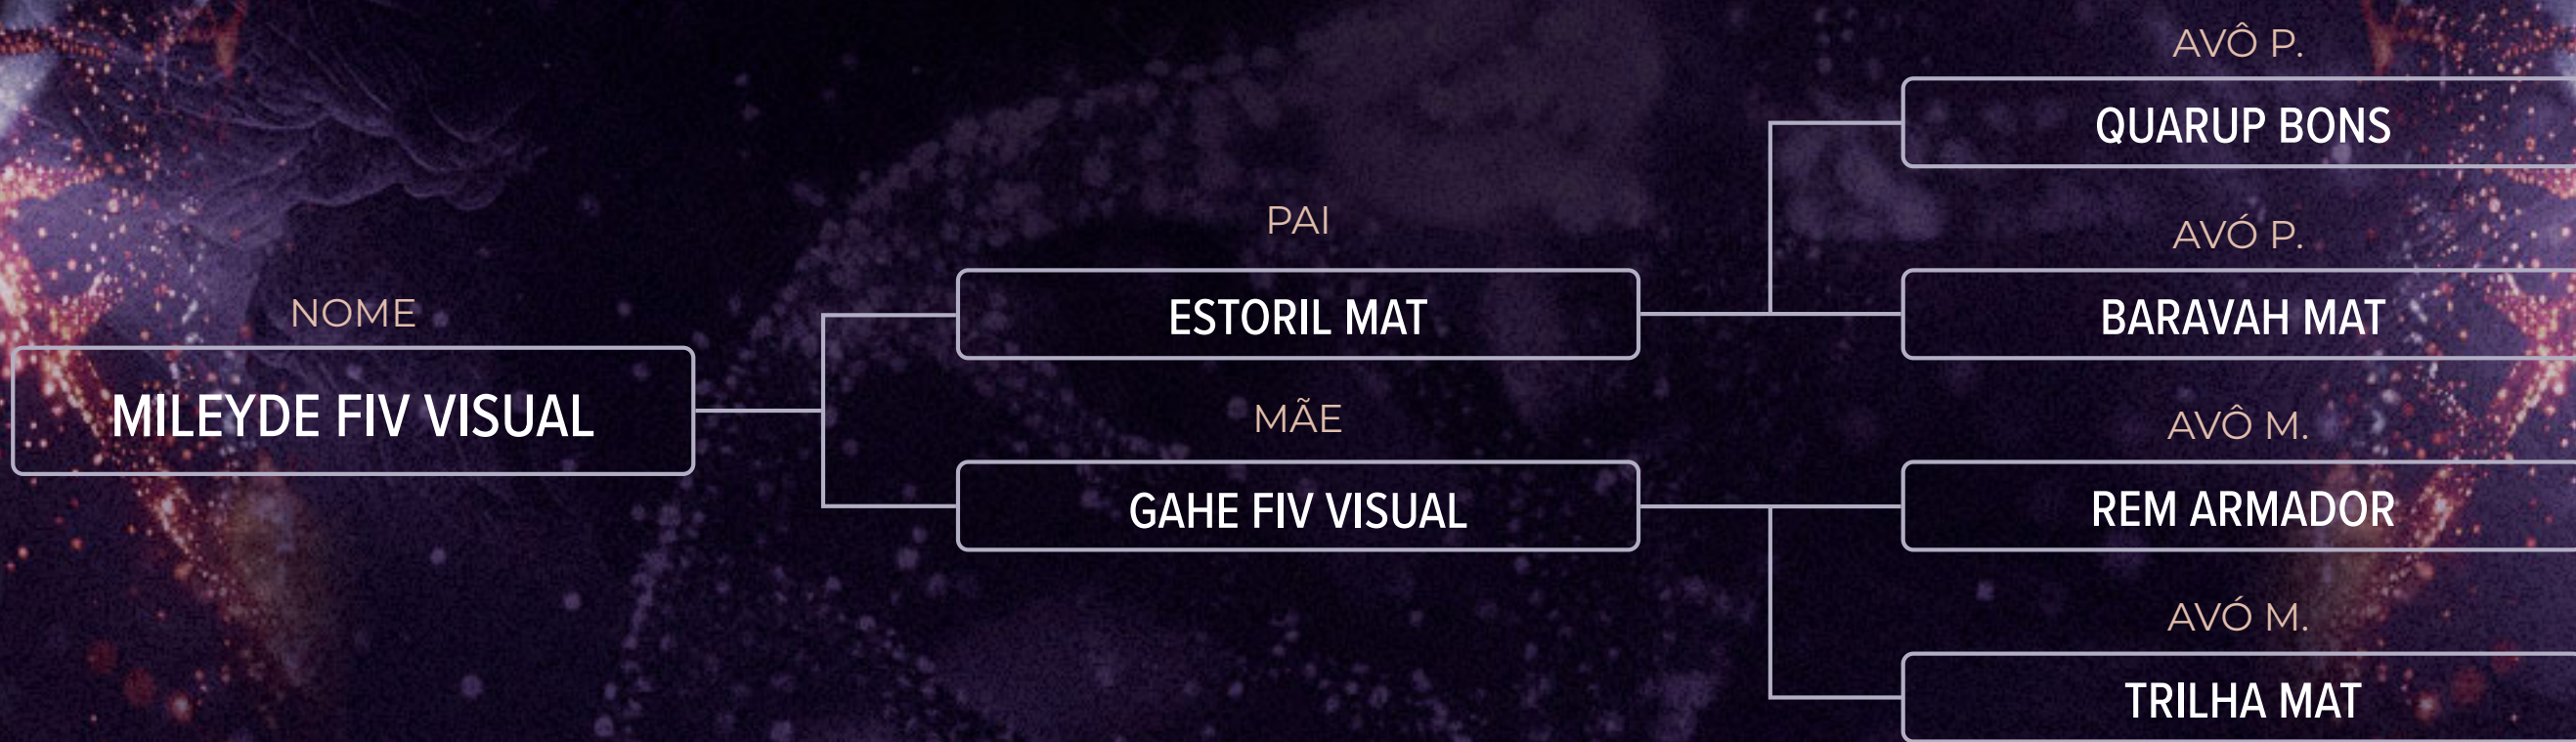 NOME
MILEYDE FIV VISUAL
PAI
ESTORIL MAT
MÃE
GAHE FIV VISUAL
AVÔ P.
QUARUP BONS
AVÓ P.
BARAVAH MAT
AVÔ M.
REM ARMADOR
AVÓ M.
TRILHA MAT